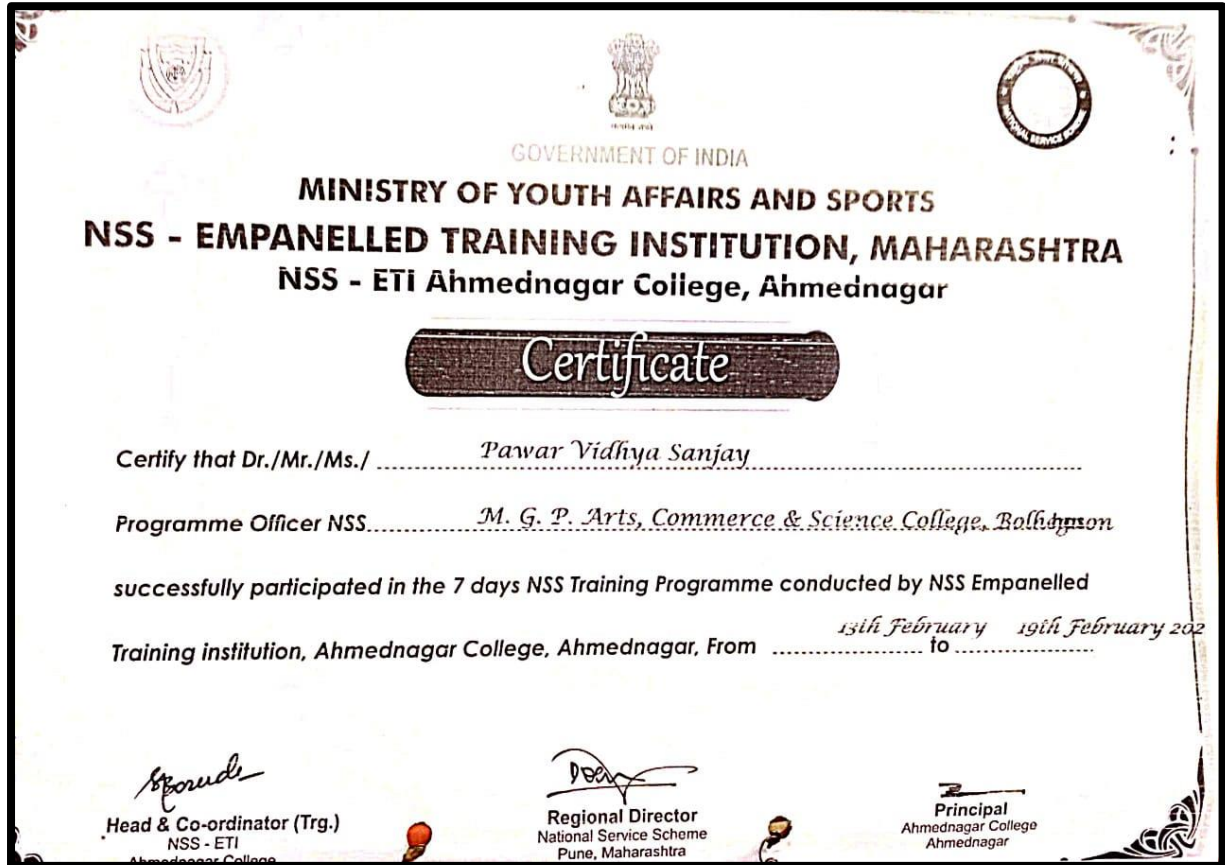 GOVERNMENT OF INDIA
MINISTRY OF YOUTH AFFAIRS AND SPORTS
NSS - EMPANELLED TRAINING INSTITUTION, MAHARASHTRA
NSS - ETI Ahmednagar College, Ahmednagar
Certificate
Certify that Dr./Mr./Ms./ Pawar Vidhya Sanjay
Programme Officer NSS M. G. P. Arts, Commerce & Science College,
successfully participated in the 7 days NSS Training Programme conducted by NSS Empanelled
Training institution, Ahmednagar College, Ahmednagar, From 13th February to 19th February 202
Head & Co-ordinator (Trg.)
NSS - ETI
Ahmednagar College
Regional Director
National Service Scheme
Pune, Maharashtra
Principal
Ahmednagar College
Ahmednagar